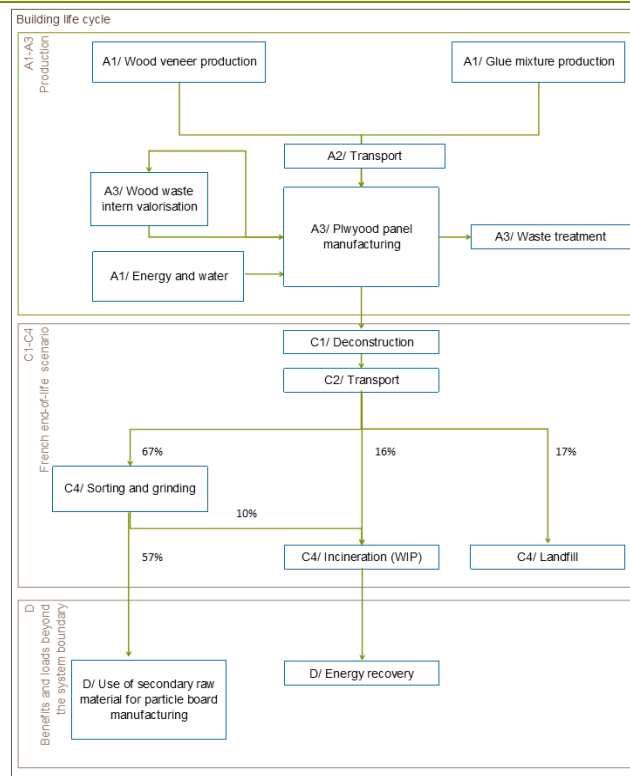 Building life cycle
A1-A3
Production
A1/ Wood veneer production
A1/ Glue mixture production
A2/ Transport
A3/ Wood waste
intern valorisation
A3/ Plwyood panel
manufacturing
A3/ Waste treatment
A1/ Energy and water
C1-C4
French end-of-life scenario
C1/ Deconstruction
C2/ Transport
67%
16%
17%
C4/ Sorting and grinding
10%
57%
C4/ Incineration (WIP)
C4/ Landfill
D
Benefits and loads beyond
the system boundary
D/ Use of secondary raw
material for particle board
manufacturing
D/ Energy recovery